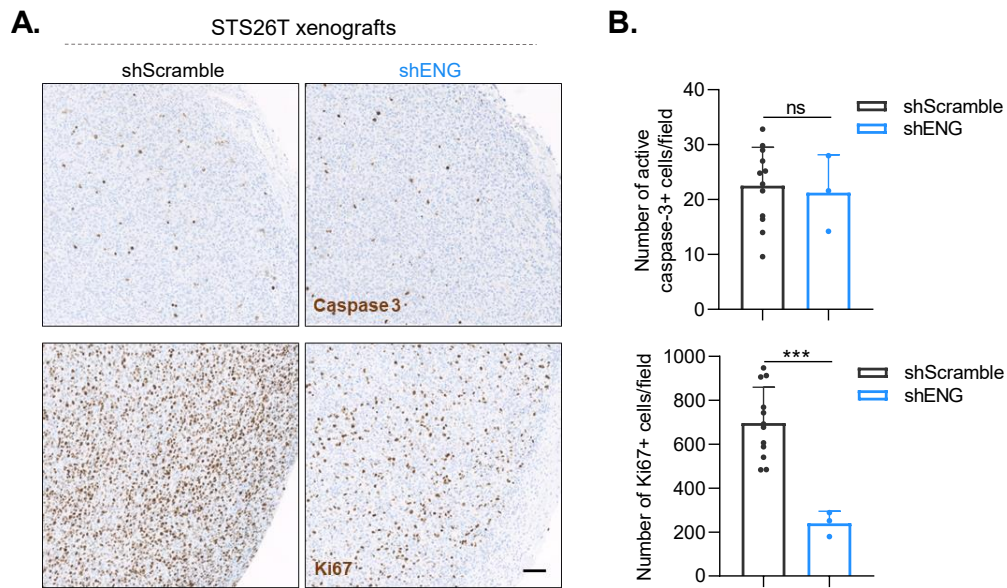 A.
STS26T xenografts
shScramble
shENG
Caspase 3
Ki67
B.
Number of active
caspase-3+ cells/field
40
30
20
10
0
ns
shScramble
shENG
Number of Ki67+ cells/field
1000
800
600
400
200
0
***
shScramble
shENG